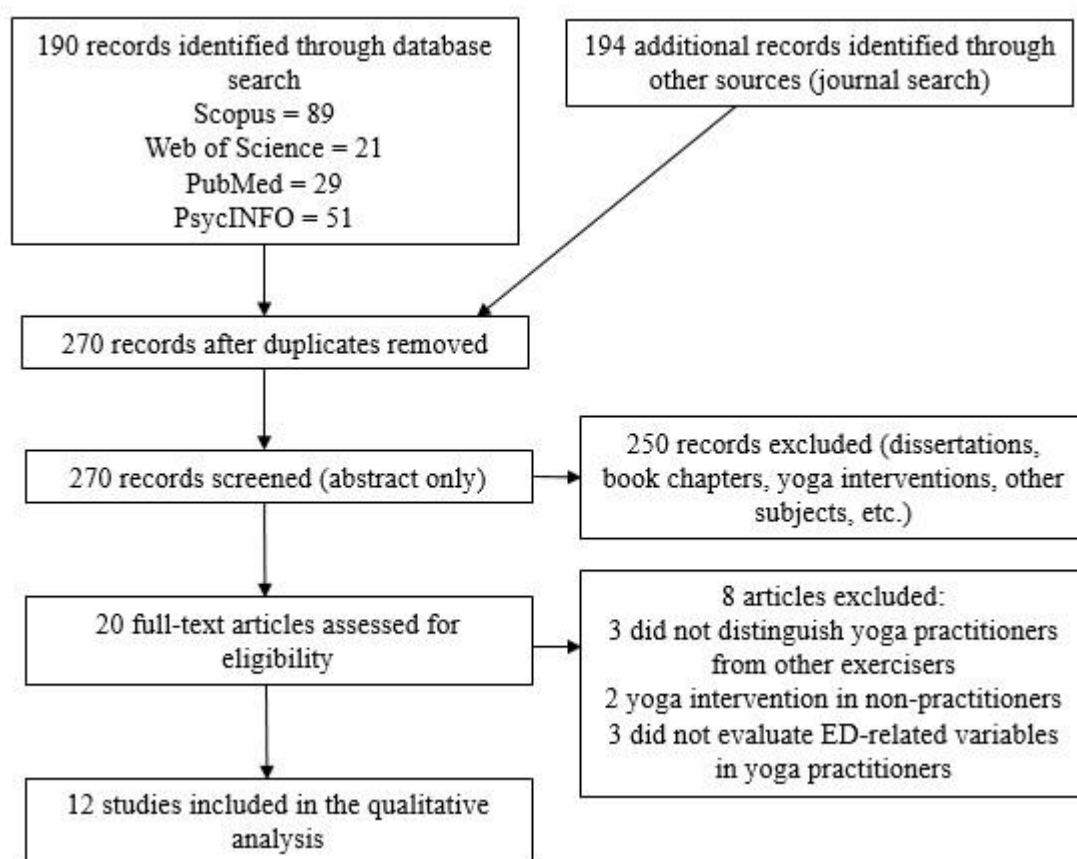 190 records identified through database
search
Scopus = 89
Web of Science = 21
PubMed = 29
PsycINFO = 51
194 additional records identified through
other sources (journal search)
270 records after duplicates removed
270 records screened (abstract only)
250 records excluded (dissertations,
book chapters, yoga interventions, other
subjects, etc.)
20 full-text articles assessed for
eligibility
8 articles excluded:
3 did not distinguish yoga practitioners
from other exercisers
2 yoga intervention in non-practitioners
3 did not evaluate ED-related variables
in yoga practitioners
12 studies included in the qualitative
analysis